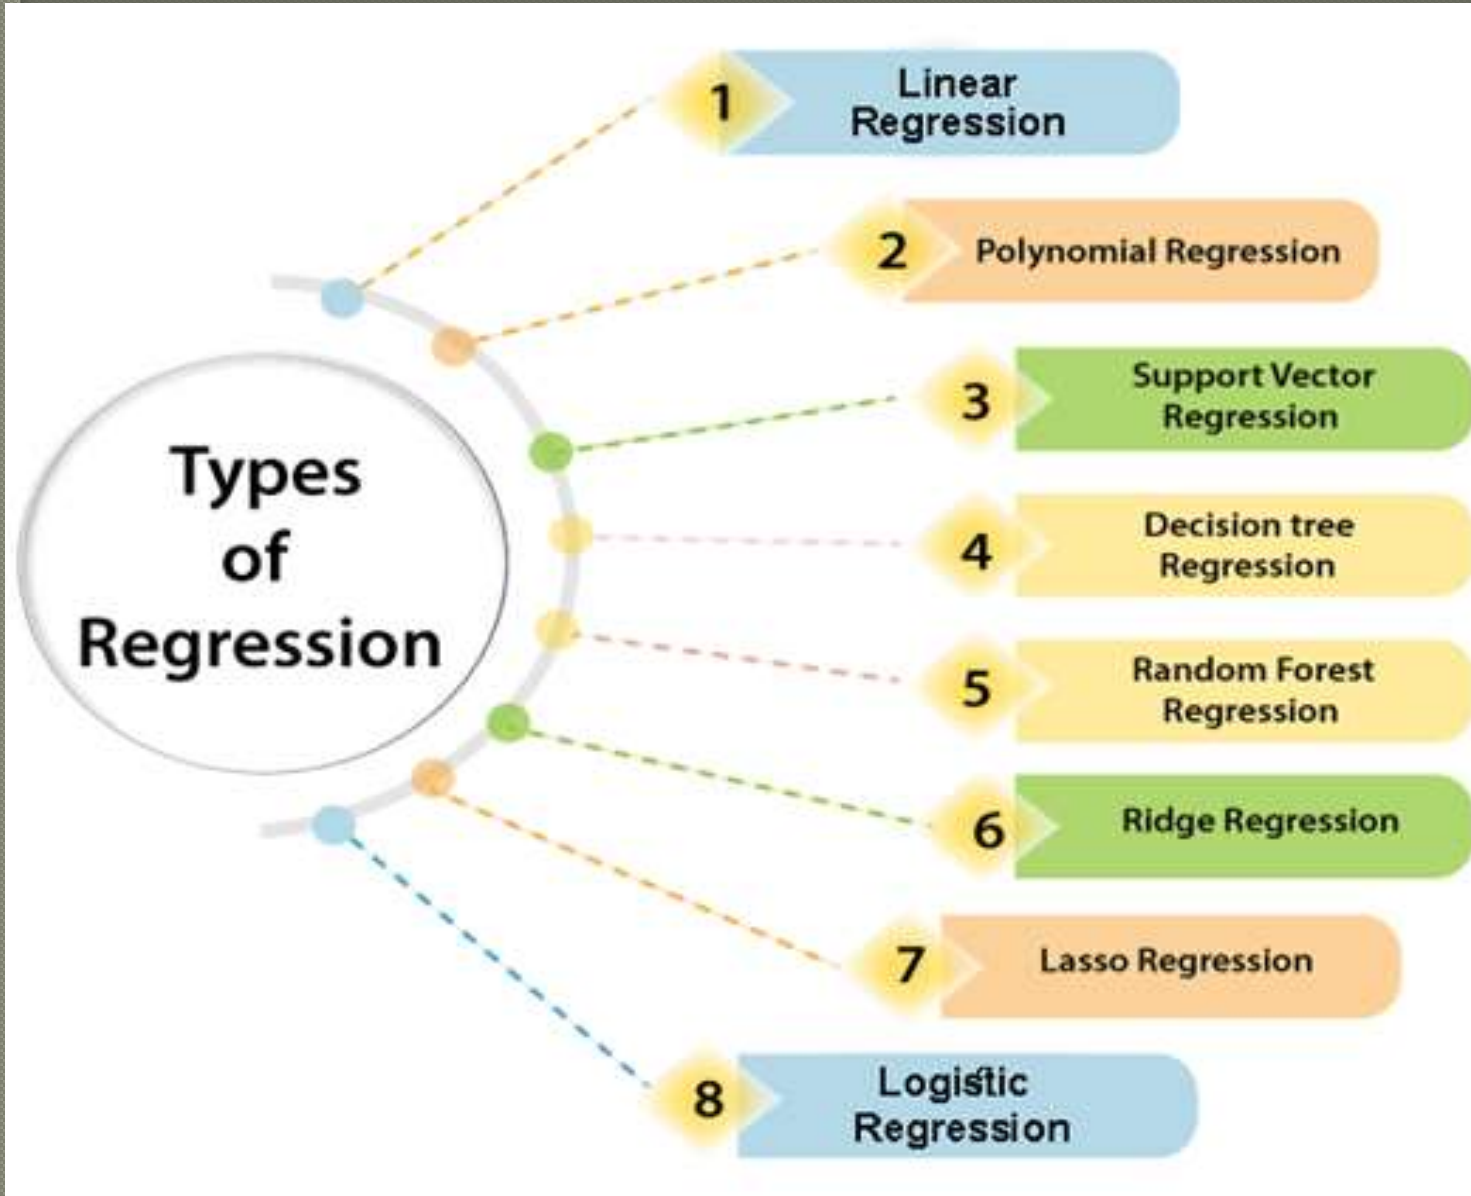 Types
of
Regression
1
Linear
Regression
2
Polynomial Regression
3
Support Vector
Regression
4
Decision tree
Regression
5
Random Forest
Regression
6
Ridge Regression
7
Lasso Regression
8
Logistic
Regression